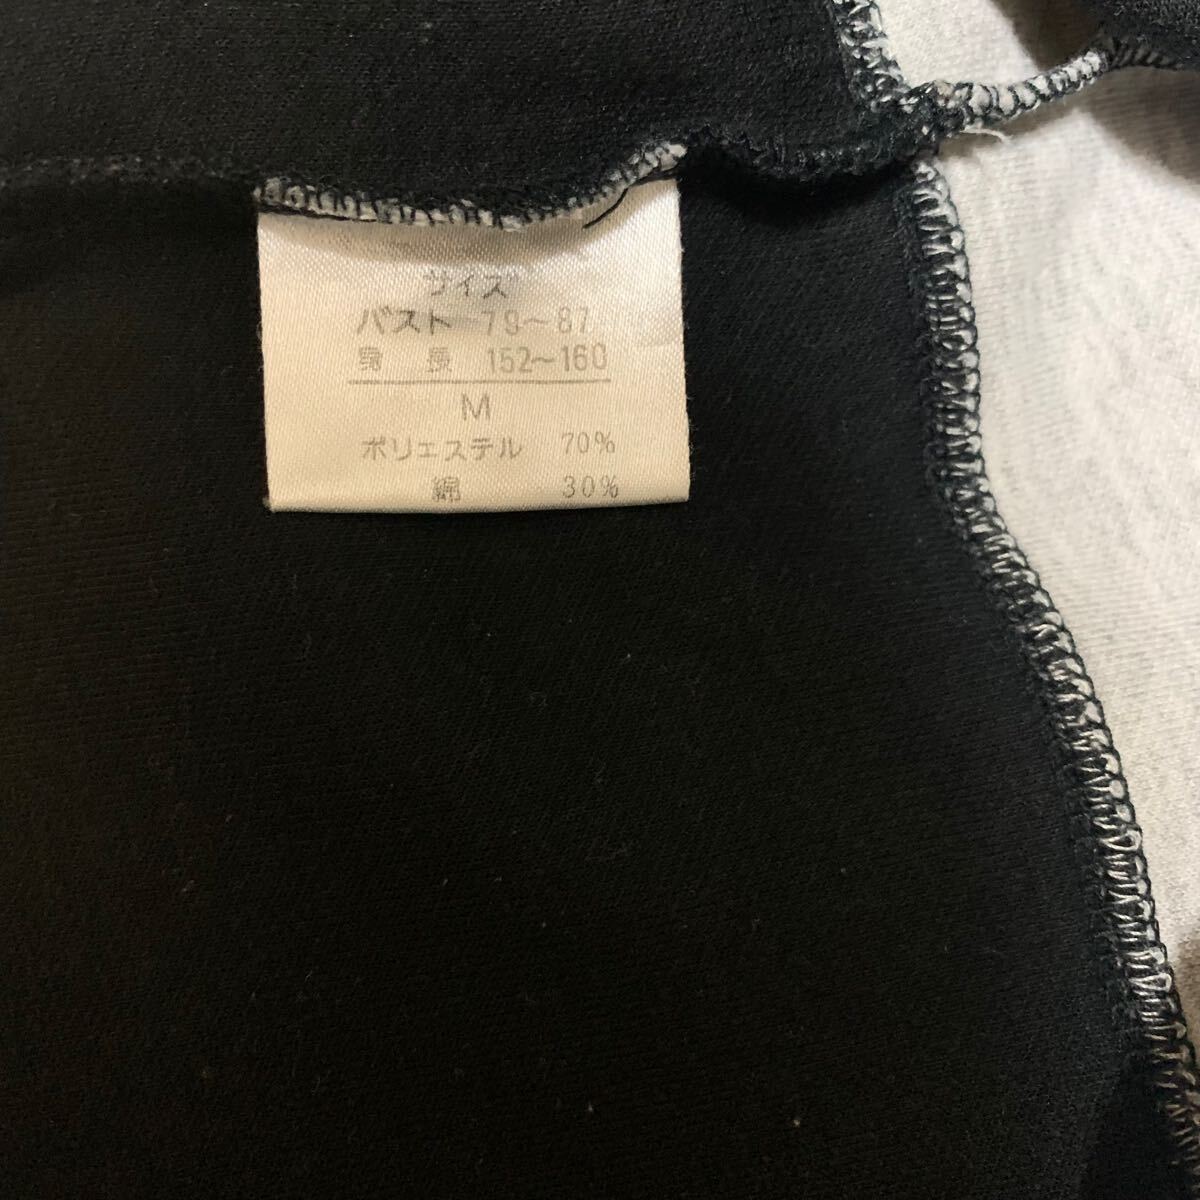 サイズ
バスト 79～87
身長 152～160
M
ポリエステル 70%
綿 30%